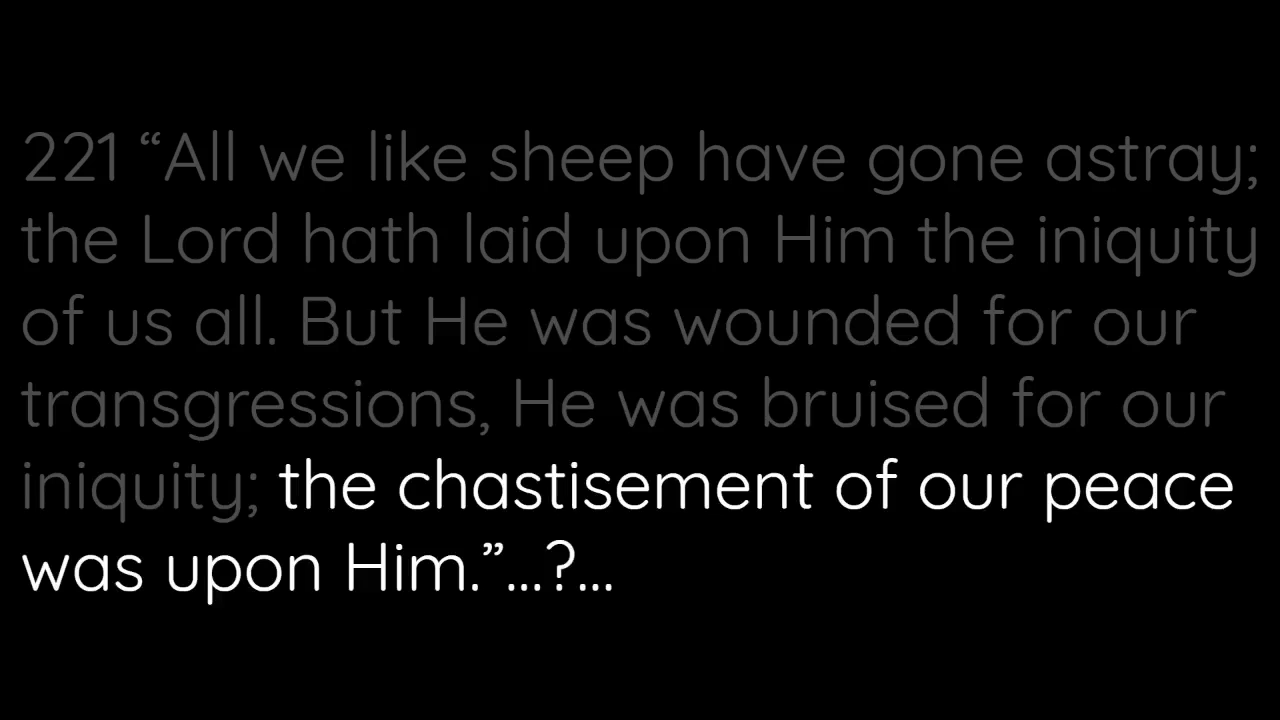 221 “All we like sheep have gone astray;
the Lord hath laid upon Him the iniquity
of us all. But He was wounded for our
transgressions, He was bruised for our
iniquity; the chastisement of our peace
was upon Him.”...?...